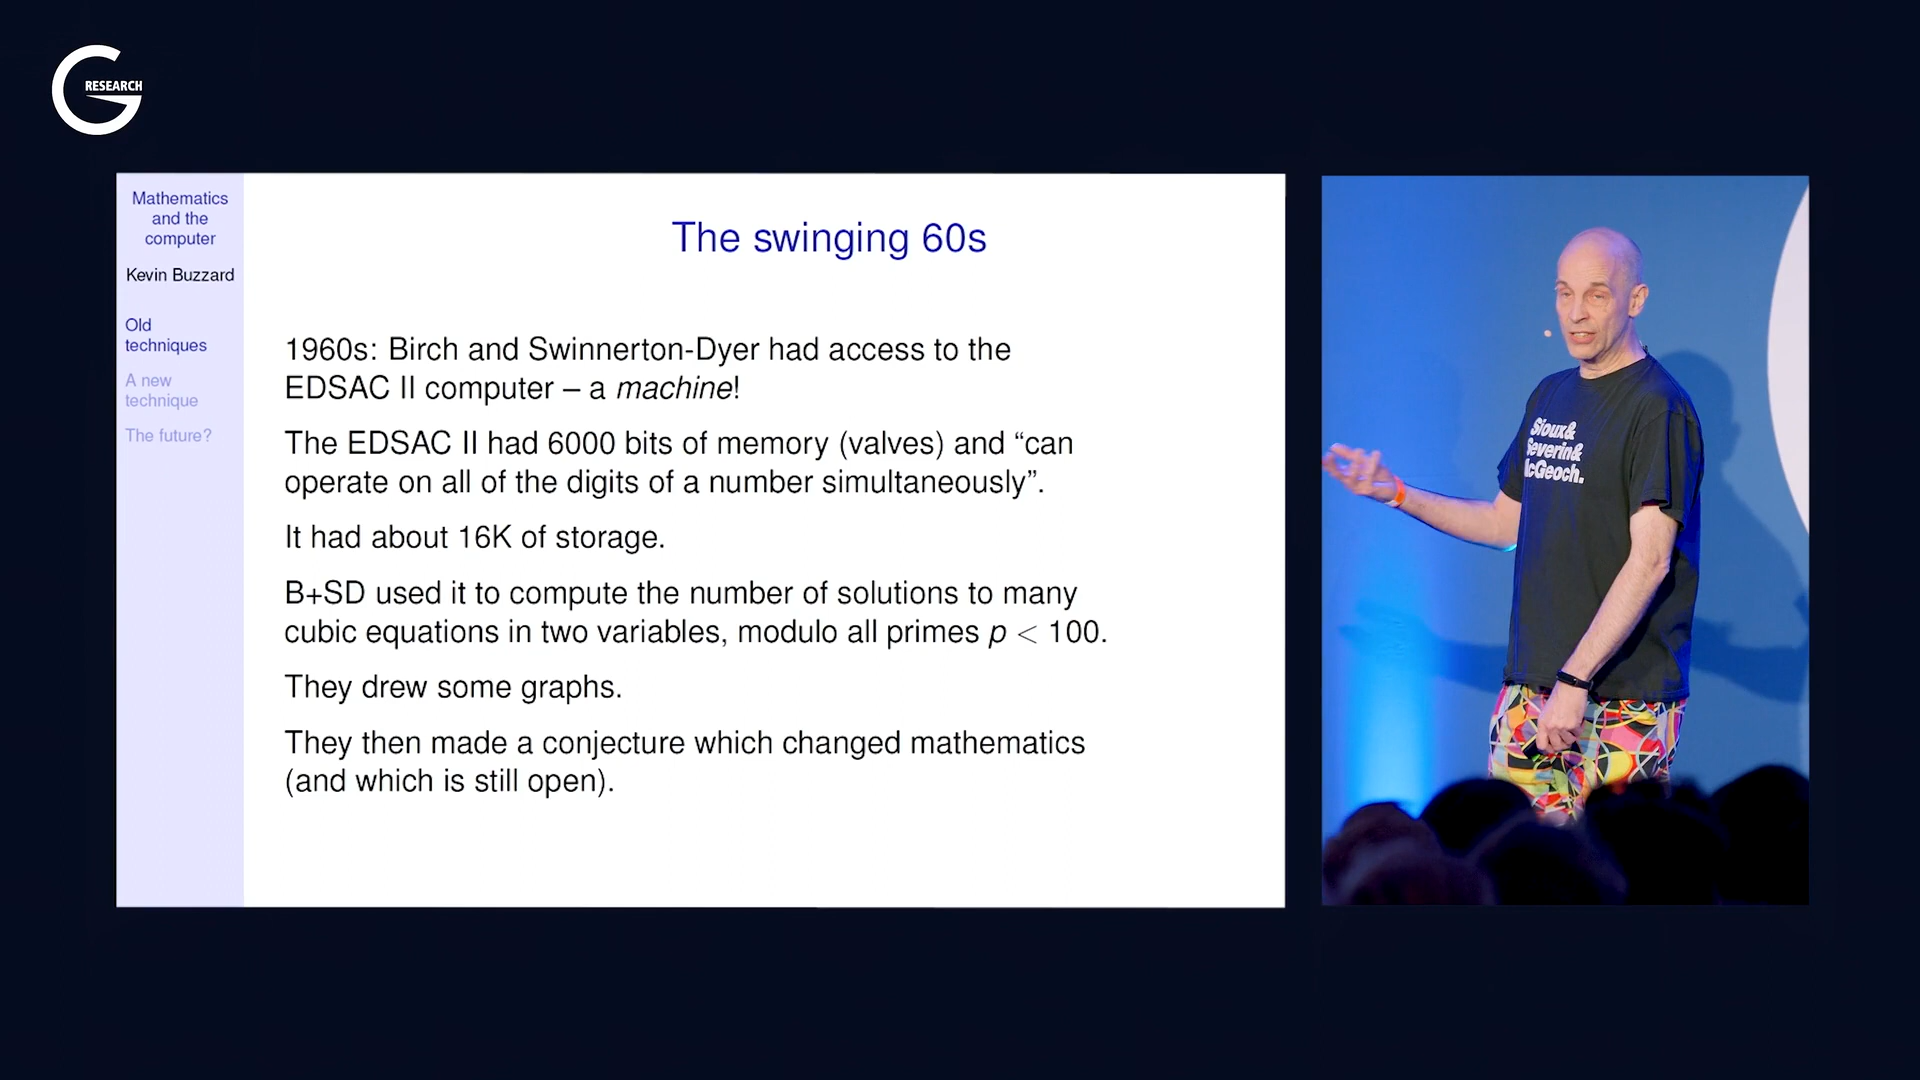 RESEARCH
Mathematics
and the
computer
Kevin Buzzard
Old
techniques
A new
technique
The future?
The swinging 60s
1960s: Birch and Swinnerton-Dyer had access to the
EDSAC II computer – a machine!
The EDSAC II had 6000 bits of memory (valves) and “can
operate on all of the digits of a number simultaneously”.
It had about 16K of storage.
B+SD used it to compute the number of solutions to many
cubic equations in two variables, modulo all primes p < 100.
They drew some graphs.
They then made a conjecture which changed mathematics
(and which is still open).
Sioux&
Severin&
McGeoch.